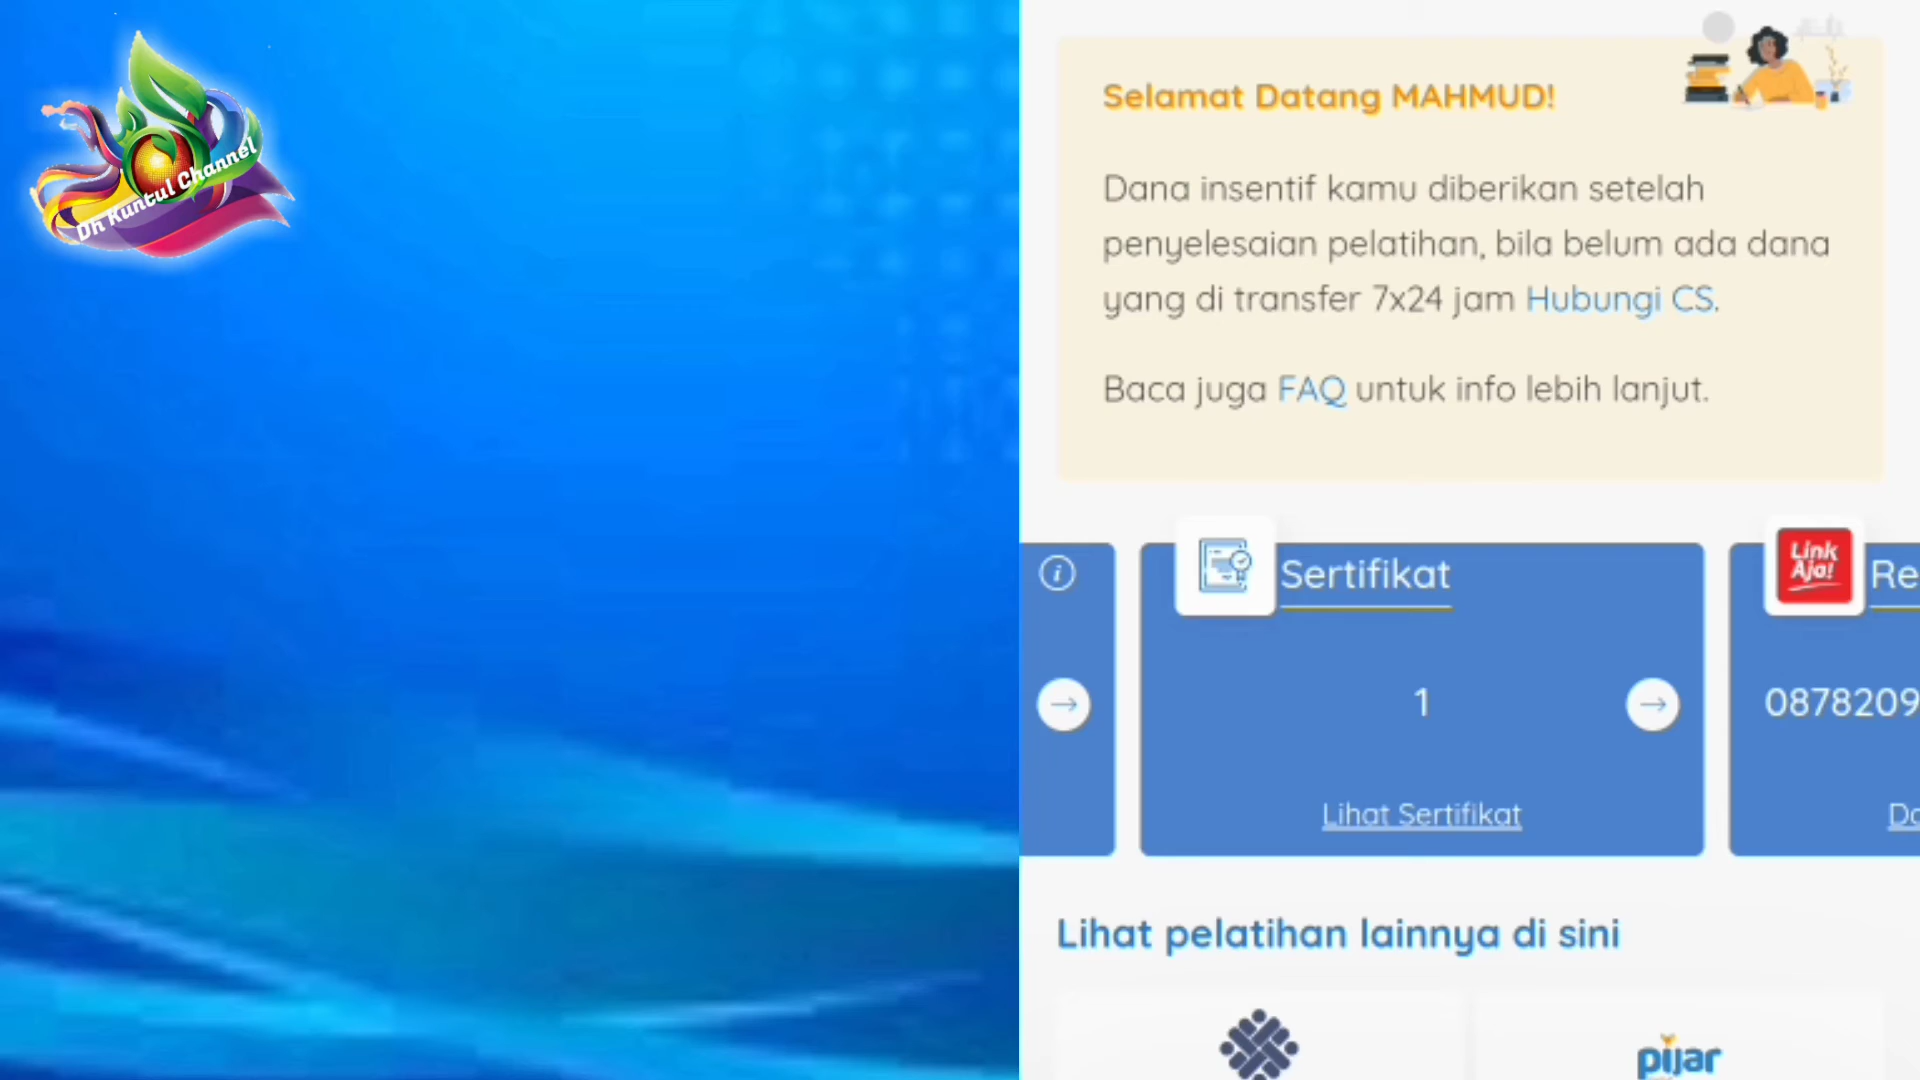 Dh Kuntul Channel
Selamat Datang MAHMUD!
Dana insentif kamu diberikan setelah
penyelesaian pelatihan, bila belum ada dana
yang di transfer 7x24 jam Hubungi CS.
Baca juga FAQ untuk info lebih lanjut.
Sertifikat
1
Lihat Sertifikat
Link
Aja!
Re
0878209
Lihat pelatihan lainnya di sini
pijar